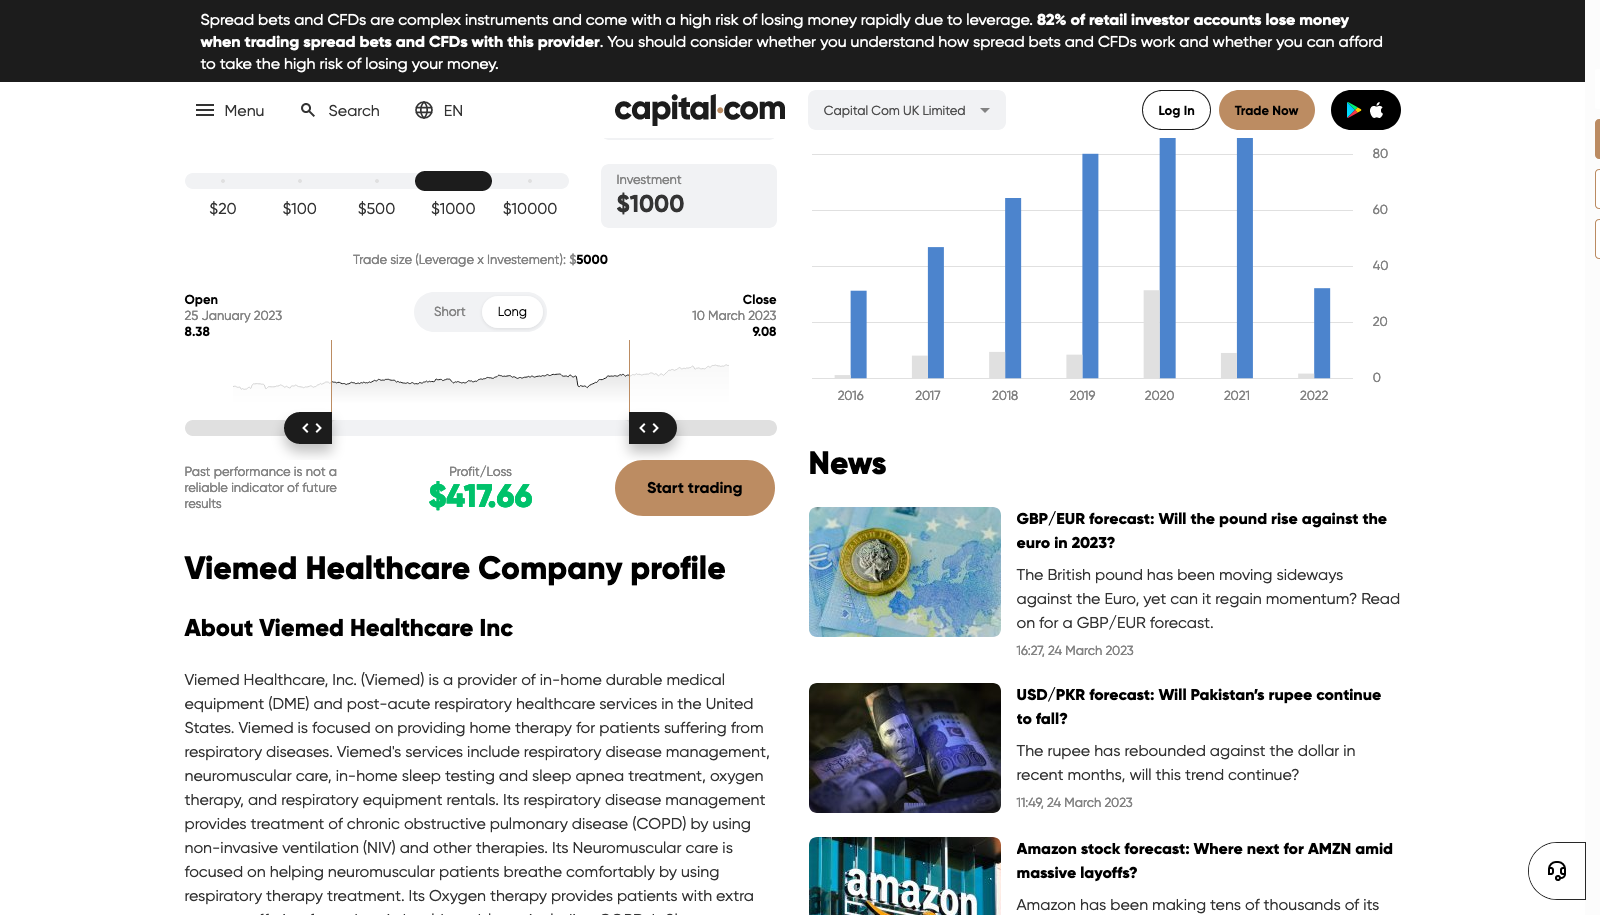 Spread bets and CFDs are complex instruments and come with a high risk of losing money rapidly due to leverage. 82% of retail investor accounts lose money
when trading spread bets and CFDs with this provider. You should consider whether you understand how spread bets and CFDs work and whether you can afford
to take the high risk of losing your money.
Menu
Search
EN
capital.com
Capital Com UK Limited
Log In
Trade Now
$20
$100
$500
$1000
$10000
Investment
$1000
Trade size (Leverage x Investement): $5000
Open
25 January 2023
8.38
Short
Long
Close
10 March 2023
9.08
Past performance is not a
reliable indicator of future
results
Profit/Loss
$417.66
Start trading
Viemed Healthcare Company profile
About Viemed Healthcare Inc
Viemed Healthcare, Inc. (Viemed) is a provider of in-home durable medical
equipment (DME) and post-acute respiratory healthcare services in the United
States. Viemed is focused on providing home therapy for patients suffering from
respiratory diseases. Viemed's services include respiratory disease management,
neuromuscular care, in-home sleep testing and sleep apnea treatment, oxygen
therapy, and respiratory equipment rentals. Its respiratory disease management
provides treatment of chronic obstructive pulmonary disease (COPD) by using
non-invasive ventilation (NIV) and other therapies. Its Neuromuscular care is
focused on helping neuromuscular patients breathe comfortably by using
respiratory therapy treatment. Its Oxygen therapy provides patients with extra
80
60
40
20
0
2016
2017
2018
2019
2020
2021
2022
News
GBP/EUR forecast: Will the pound rise against the
euro in 2023?
The British pound has been moving sideways
against the Euro, yet can it regain momentum? Read
on for a GBP/EUR forecast.
16:27, 24 March 2023
USD/PKR forecast: Will Pakistan's rupee continue
to fall?
The rupee has rebounded against the dollar in
recent months, will this trend continue?
11:49, 24 March 2023
amazon
Amazon stock forecast: Where next for AMZN amid
massive layoffs?
Amazon has been making tens of thousands of its